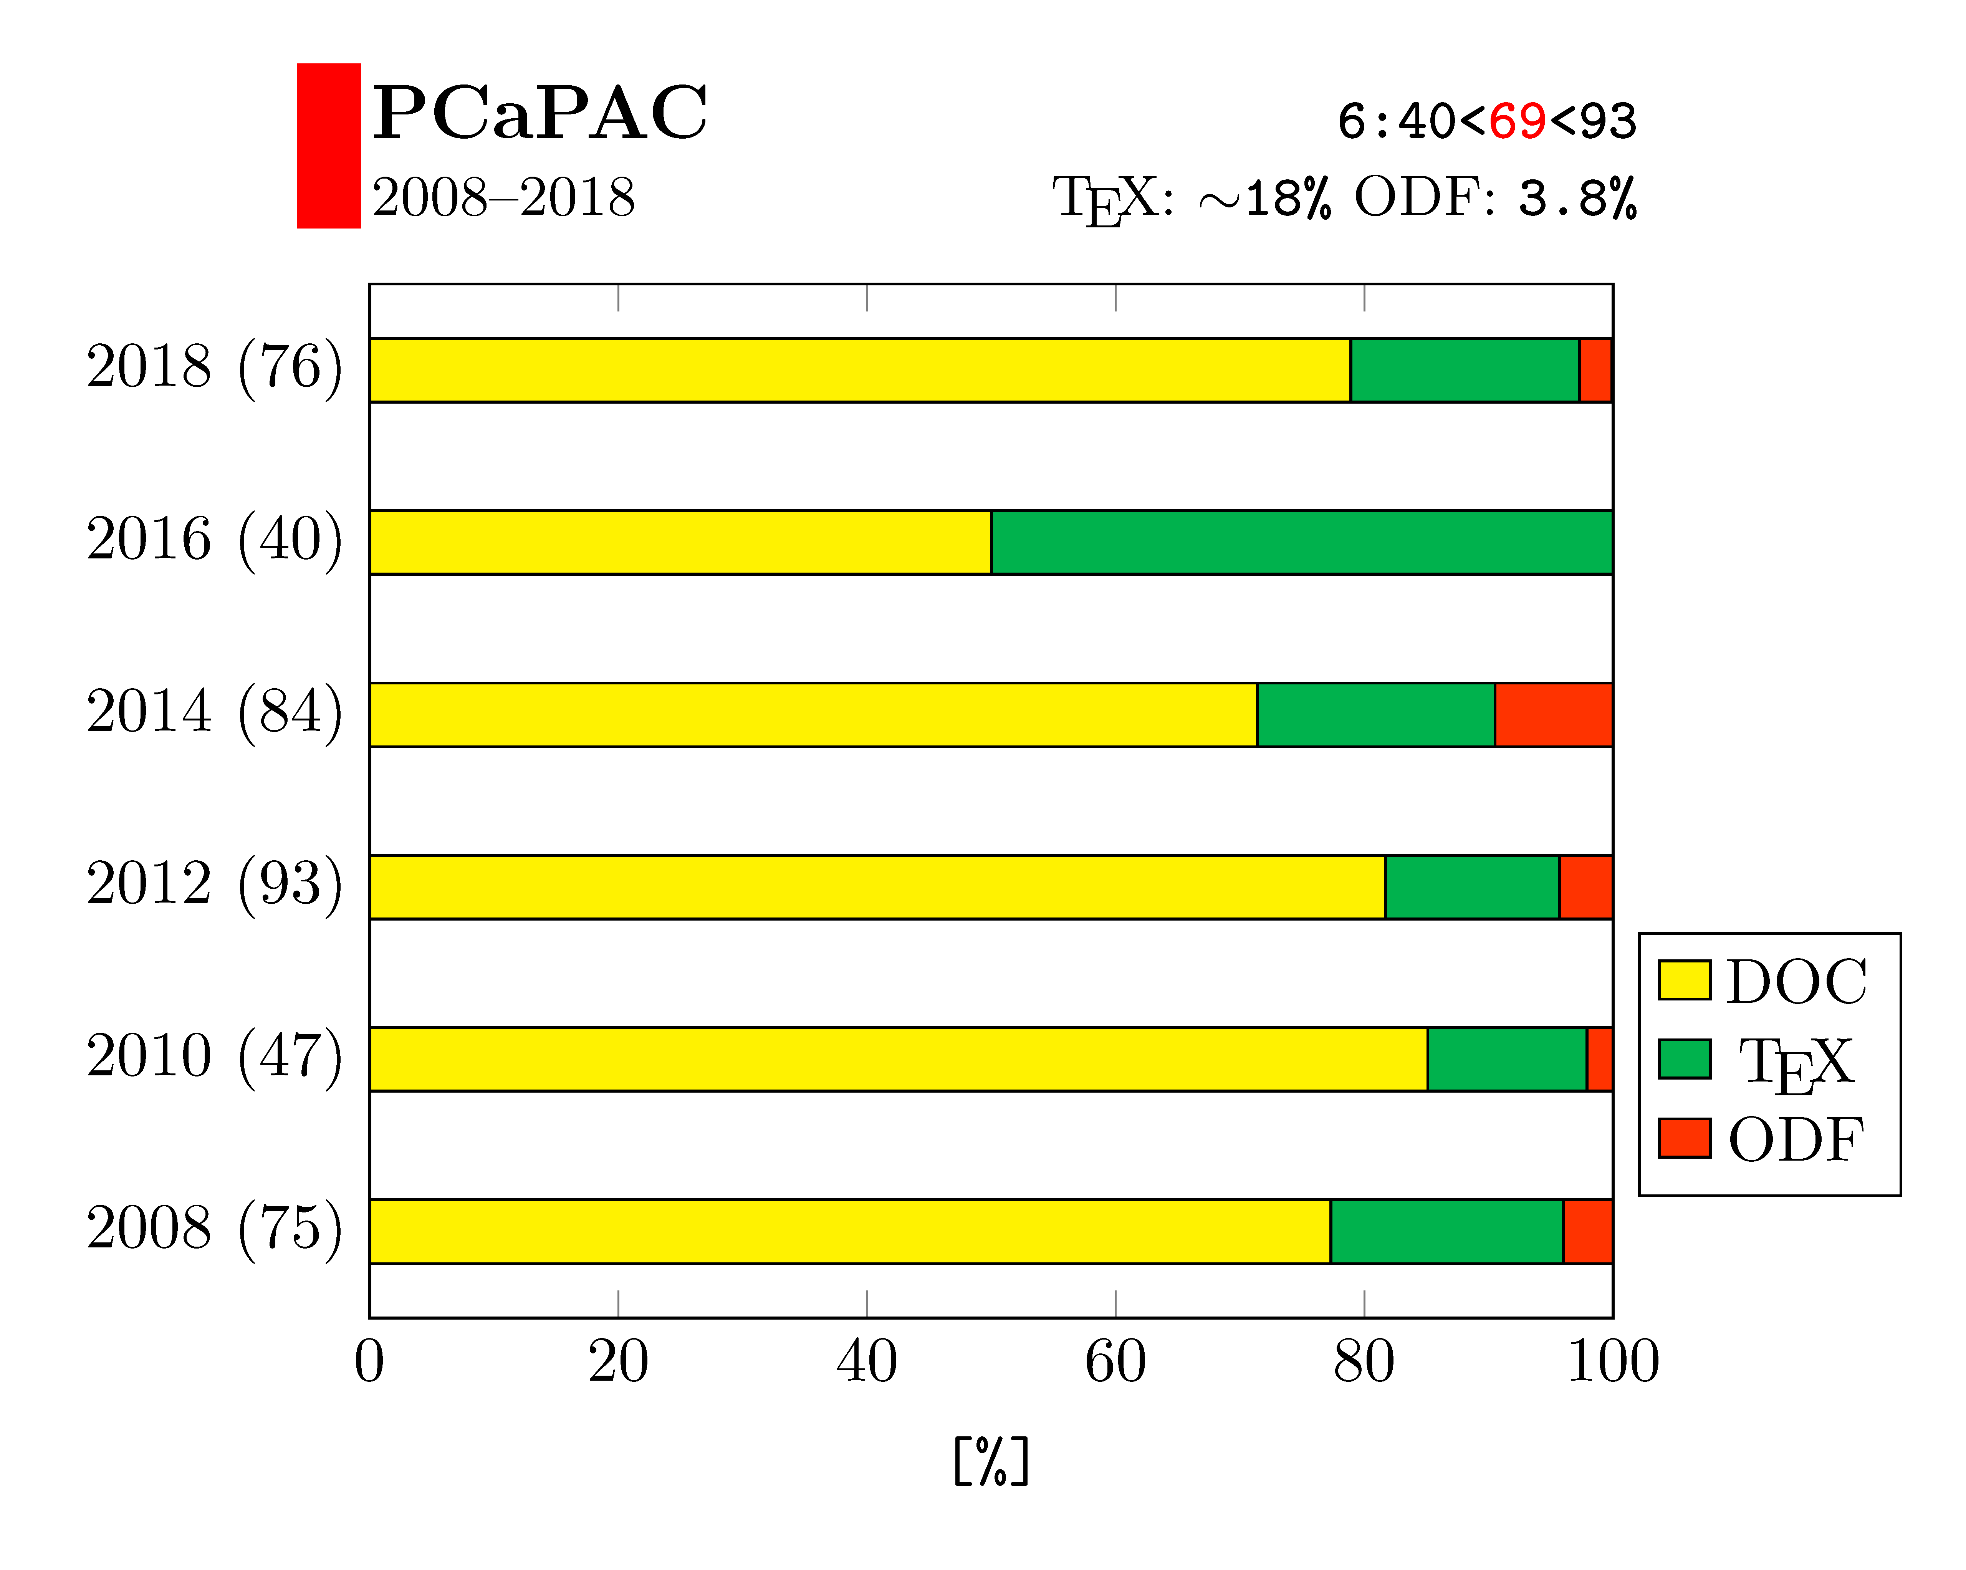 PCaPAC
6:40<69<93
2008–2018
TEX: ~18% ODF: 3.8%
2018 (76)
2016 (40)
2014 (84)
2012 (93)
2010 (47)
2008 (75)
DOC
TEX
ODF
0 20 40 60 80 100
[%]